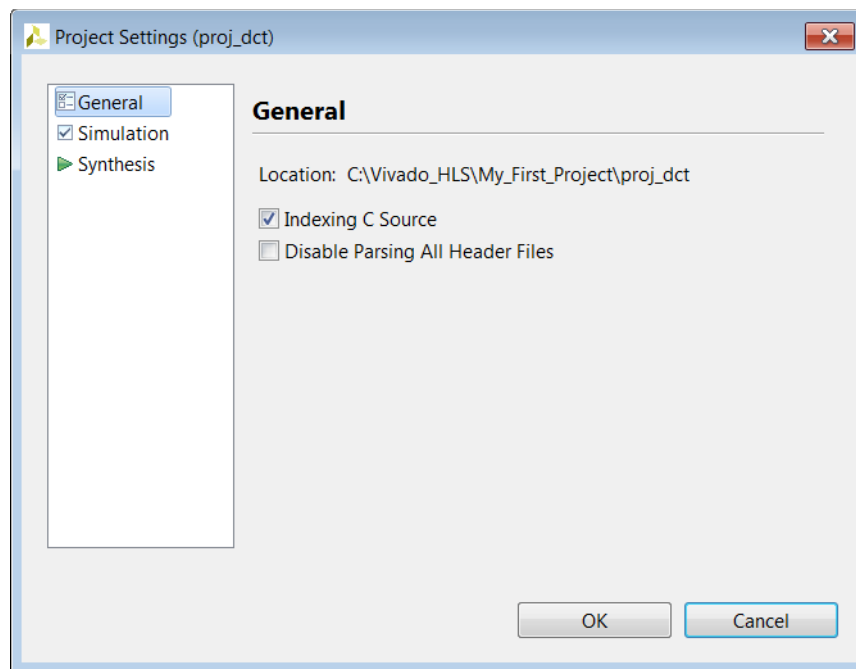 Project Settings (proj_dct)
General
Simulation
Synthesis
General
Location: C:\Vivado_HLS\My_First_Project\proj_dct
Indexing C Source
Disable Parsing All Header Files
OK
Cancel